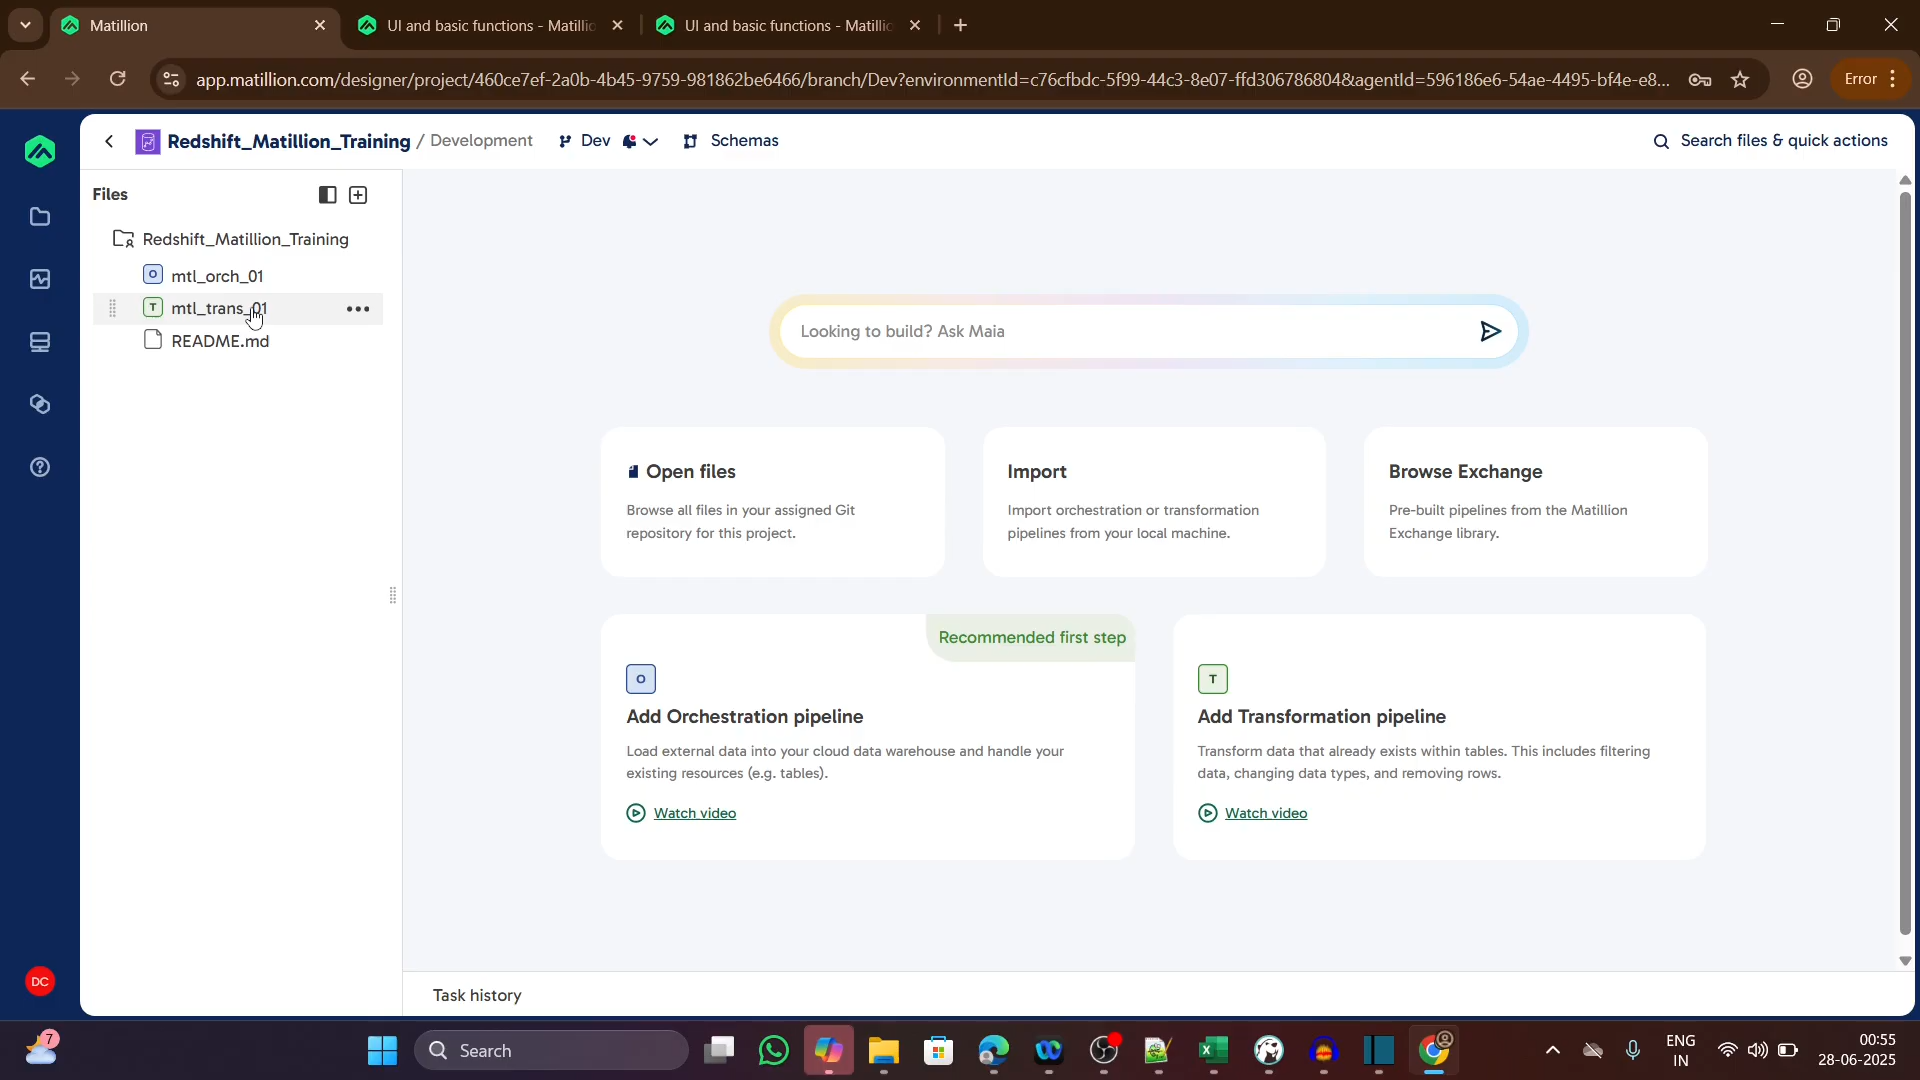 Matillion
UI and basic functions - Matillic
UI and basic functions - Matillic
app.matillion.com/designer/project/460ce7ef-2a0b-4b45-9759-981862be6466/branch/Dev?environmentId=c76cfbdc-5f99-44c3-8e07-ffd306786804&agentId=596186e6-54ae-4495-bf4e-e8...
Error
Redshift_Matillion_Training / Development
Dev
Schemas
Search files & quick actions
Files
Redshift_Matillion_Training
O
mtl_orch_01
T
mtl_trans_01
README.md
Looking to build? Ask Maia
Open files
Browse all files in your assigned Git
repository for this project.
Import
Import orchestration or transformation
pipelines from your local machine.
Browse Exchange
Pre-built pipelines from the Matillion
Exchange library.
Recommended first step
O
Add Orchestration pipeline
Load external data into your cloud data warehouse and handle your
existing resources (e.g. tables).
Watch video
T
Add Transformation pipeline
Transform data that already exists within tables. This includes filtering
data, changing data types, and removing rows.
Watch video
DC
Task history
7
Search
ENG
IN
00:55
28-06-2025